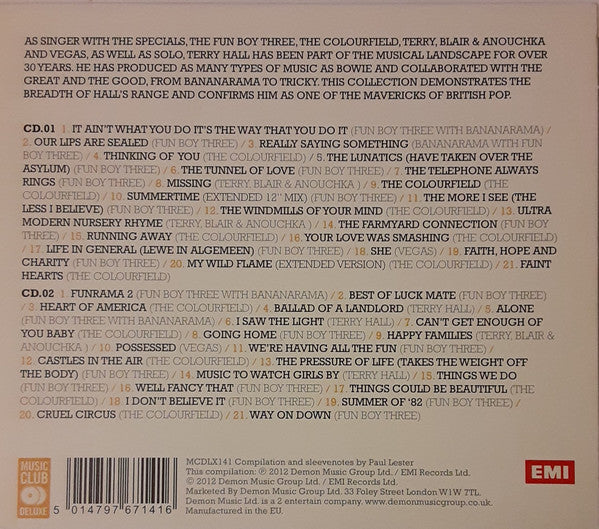 AS SINGER WITH THE SPECIALS, THE FUN BOY THREE, THE COLOURFIELD, TERRY, BLAIR & ANOUCHKA
AND VEGAS, AS WELL AS SOLO, TERRY HALL HAS BEEN PART OF THE MUSICAL LANDSCAPE FOR OVER
30 YEARS. HE HAS PRODUCED AS MANY TYPES OF MUSIC AS BOWIE AND COLLABORATED WITH THE
GREAT AND THE GOOD, FROM BANANARAMA TO TRICKY. THIS COLLECTION DEMONSTRATES THE
BREADTH OF HALL'S RANGE AND CONFIRMS HIM AS ONE OF THE MAVERICKS OF BRITISH POP.
CD.01 1. IT AIN'T WHAT YOU DO IT'S THE WAY THAT YOU DO IT (FUN BOY THREE WITH BANANARAMA) /
2. OUR LIPS ARE SEALED (FUN BOY THREE) / 3. REALLY SAYING SOMETHING (BANANARAMA WITH FUN
BOY THREE) / 4. THINKING OF YOU (THE COLOURFIELD) / 5. THE LUNATICS (HAVE TAKEN OVER THE
ASYLUM) (FUN BOY THREE) / 6. THE TUNNEL OF LOVE (FUN BOY THREE) / 7. THE TELEPHONE ALWAYS
RINGS (FUN BOY THREE) / 8. MISSING (TERRY, BLAIR & ANOUCHKA ) / 9. THE COLOURFIELD (THE
COLOURFIELD) / 10. SUMMERTIME (EXTENDED 12" MIX) (FUN BOY THREE) / 11. THE MORE I SEE (THE
LESS I BELIEVE) (FUN BOY THREE) / 12. THE WINDMILLS OF YOUR MIND (THE COLOURFIELD) / 13. ULTRA
MODERN NURSERY RHYME (TERRY, BLAIR & ANOUCHKA ) / 14. THE FARMYARD CONNECTION (FUN BOY
THREE) / 15. RUNNING AWAY (THE COLOURFIELD) / 16. YOUR LOVE WAS SMASHING (THE COLOURFIELD) /
17. LIFE IN GENERAL (LEWE IN ALGEMEEN) (FUN BOY THREE) / 18. SHE (VEGAS) / 19. FAITH, HOPE AND
CHARITY (FUN BOY THREE) / 20. MY WILD FLAME (EXTENDED VERSION) (THE COLOURFIELD) / 21. FAINT
HEARTS (THE COLOURFIELD)
CD.02 1. FUNRAMA 2 (FUN BOY THREE WITH BANANARAMA) / 2. BEST OF LUCK MATE (FUN BOY THREE)
/ 3. HEART OF AMERICA (THE COLOURFIELD) / 4. BALLAD OF A LANDLORD (TERRY HALL) / 5. ALONE
(FUN BOY THREE WITH BANANARAMA) / 6. I SAW THE LIGHT (TERRY HALL) / 7. CAN'T GET ENOUGH OF
YOU BABY (THE COLOURFIELD) / 8. GOING HOME (FUN BOY THREE) / 9. HAPPY FAMILIES (TERRY, BLAIR &
ANOUCHKA ) / 10. POSSESSED (VEGAS) / 11. WE'RE HAVING ALL THE FUN (FUN BOY THREE) /
12. CASTLES IN THE AIR (THE COLOURFIELD) / 13. THE PRESSURE OF LIFE (TAKES THE WEIGHT OFF
THE BODY) (FUN BOY THREE) / 14. MUSIC TO WATCH GIRLS BY (TERRY HALL) / 15. THINGS WE DO
(FUN BOY THREE) / 16. WELL FANCY THAT (FUN BOY THREE) / 17. THINGS COULD BE BEAUTIFUL (THE
COLOURFIELD) / 18. I DON'T BELIEVE IT (FUN BOY THREE) / 19. SUMMER OF '82 (FUN BOY THREE) /
20. CRUEL CIRCUS (THE COLOURFIELD) / 21. WAY ON DOWN (FUN BOY THREE)
MUSIC
CLUB
DELUXE
5 014797 671416
MCDLX141 Compilation and sleevenotes by Paul Lester
This compilation: ℗ 2012 Demon Music Group Ltd. / EMI Records Ltd.
© 2012 Demon Music Group Ltd. / EMI Records Ltd.
Marketed By Demon Music Group Ltd. 33 Foley Street London W1W 7TL.
Demon Music Group Ltd. is a 2 entertain company. www.demonmusicgroup.co.uk.
Manufactured in the EU.
EMI